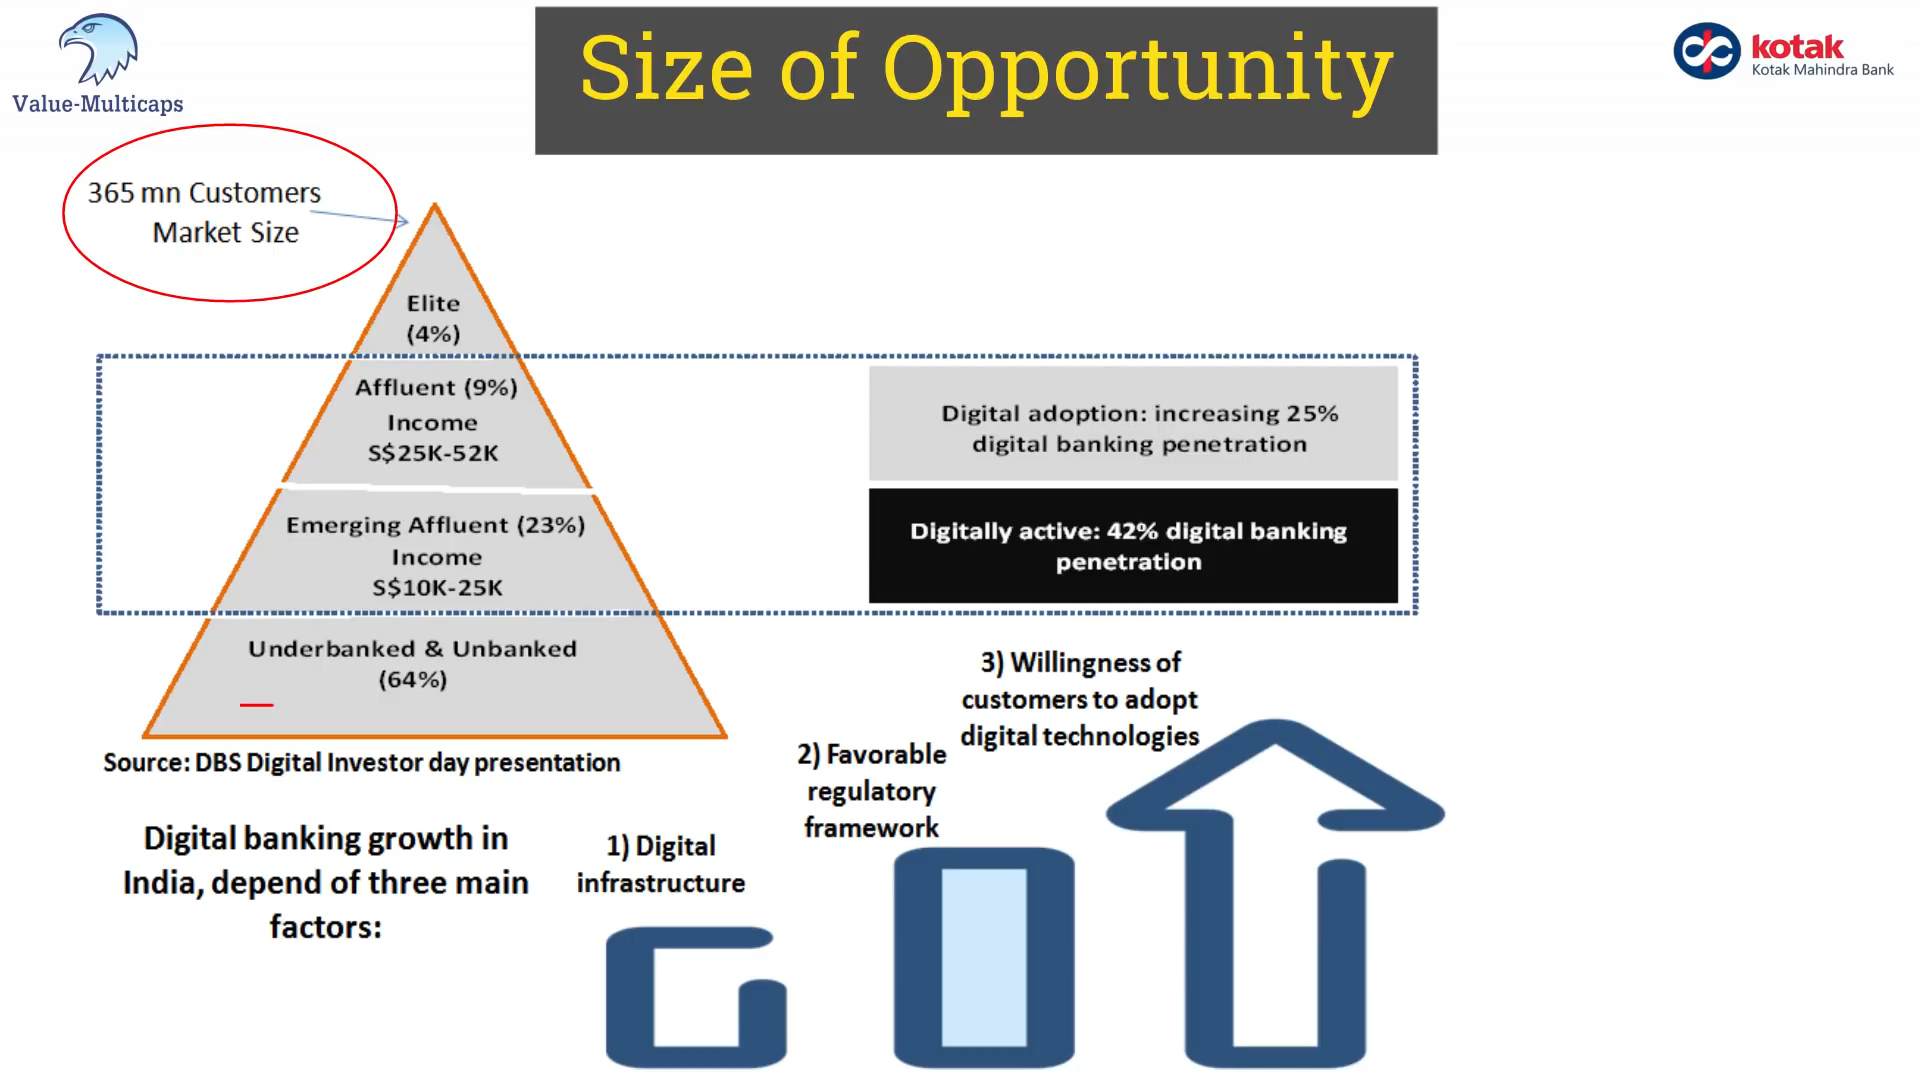 Value-Multicaps
Size of Opportunity
kotak
Kotak Mahindra Bank
365 mn Customers
Market Size
Elite
(4%)
Affluent (9%)
Income
S$25K-52K
Emerging Affluent (23%)
Income
S$10K-25K
Underbanked & Unbanked
(64%)
Digital adoption: increasing 25%
digital banking penetration
Digitally active: 42% digital banking
penetration
Source: DBS Digital Investor day presentation
Digital banking growth in
India, depend of three main
factors:
1) Digital
infrastructure
2) Favorable
regulatory
framework
3) Willingness of
customers to adopt
digital technologies